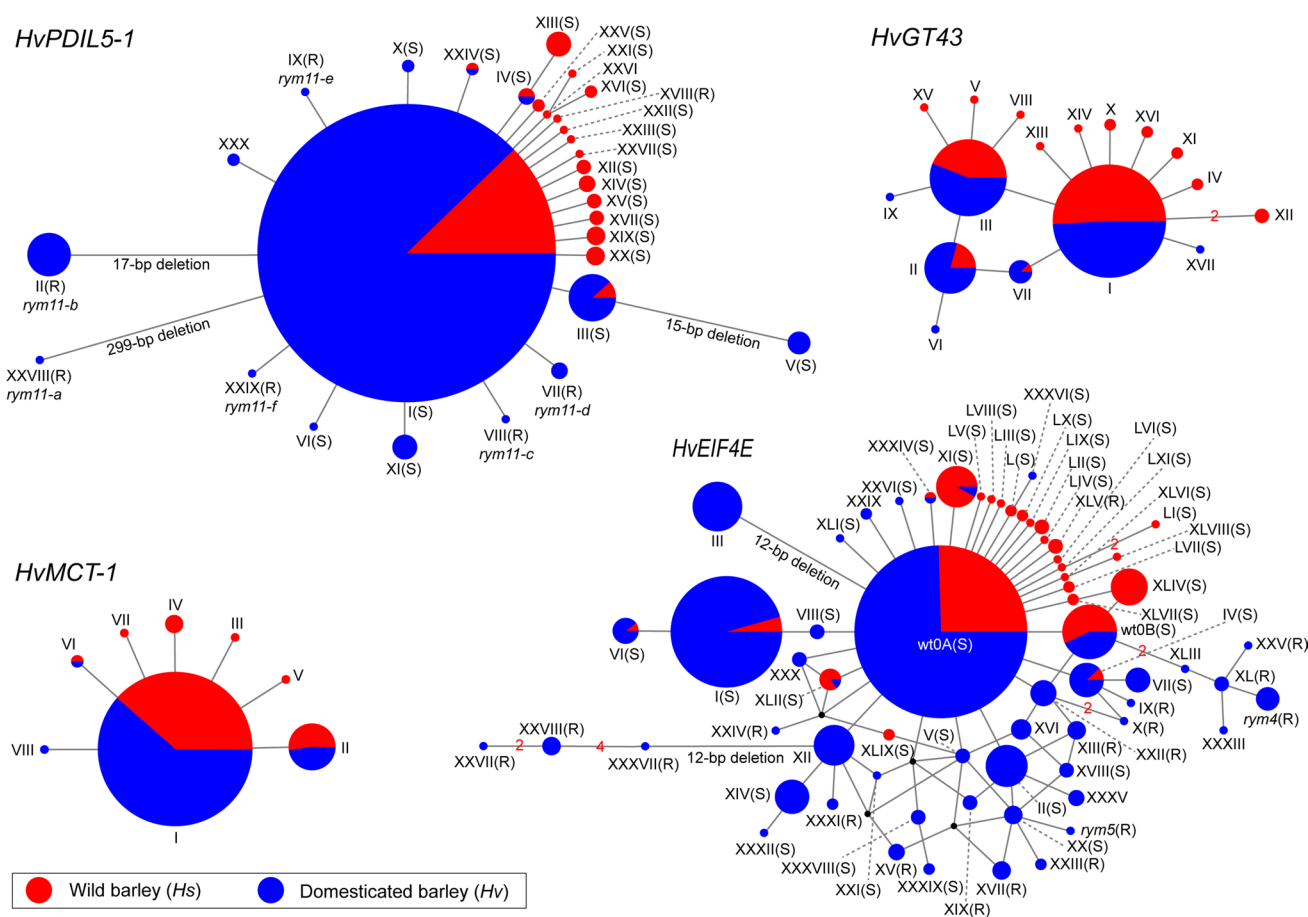 HvPDIL5-1
XIII(S)
XXV(S)
XXI(S)
XXVI
XVI(S)
XVIII(R)
XXII(S)
XXIII(S)
XXVII(S)
XII(S)
XIV(S)
XV(S)
XVII(S)
XIX(S)
XX(S)
X(S)
XXIV(S)
IV(S)
IX(R)
rym11-e
XXX
17-bp deletion
II(R)
rym11-b
299-bp deletion
XXVIII(R)
rym11-a
XXIX(R)
rym11-f
VI(S)
I(S)
XI(S)
VIII(R)
rym11-c
VII(R)
rym11-d
III(S)
15-bp deletion
V(S)
HvGT43
XV
V
VIII
XIII
XIV
X
XVI
XI
IV
2
XII
XVII
IX
III
II
VII
I
VI
HvMCT-1
IV
VII
III
VI
V
VIII
II
I
HvEIF4E
XXXVI(S)
LVIII(S)
LX(S)
LV(S)
LIII(S)
LVI(S)
XXXIV(S)
XI(S)
L(S)
LIX(S)
LXI(S)
LII(S)
LIV(S)
XLV(R)
XLVI(S)
LI(S)
2
XLVIII(S)
LVII(S)
XXVI(S)
XXIX
XLI(S)
III
12-bp deletion
XLIV(S)
XLVII(S)
IV(S)
wt0A(S)
wt0B(S)
2
XLIII
XXV(R)
XL(R)
rym4(R)
XXXIII
VIII(S)
VI(S)
I(S)
XXX
XLII(S)
VII(S)
IX(R)
2
X(R)
XXII(R)
XXIV(R)
XXVIII(R)
2
4
XXVII(R)
XXXVII(R)
12-bp deletion
XII
XLIX(S)
V(S)
XVI
XIII(R)
XVIII(S)
XIV(S)
XXXI(R)
II(S)
XXXV
XXXII(S)
rym5(R)
XX(S)
XXXVIII(S)
XV(R)
XXIII(R)
XXI(S)
XXXIX(S)
XVII(R)
XIX(R)
Wild barley (Hs)
Domesticated barley (Hv)